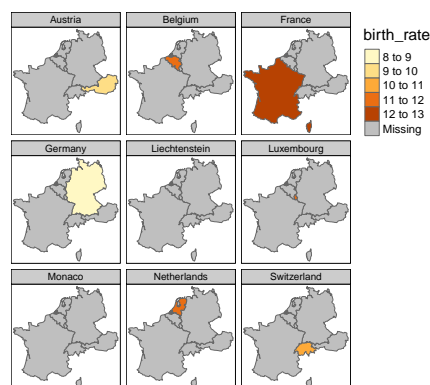 Austria
Belgium
France
birth_rate
8 to 9
9 to 10
10 to 11
11 to 12
12 to 13
Missing
Germany
Liechtenstein
Luxembourg
Monaco
Netherlands
Switzerland